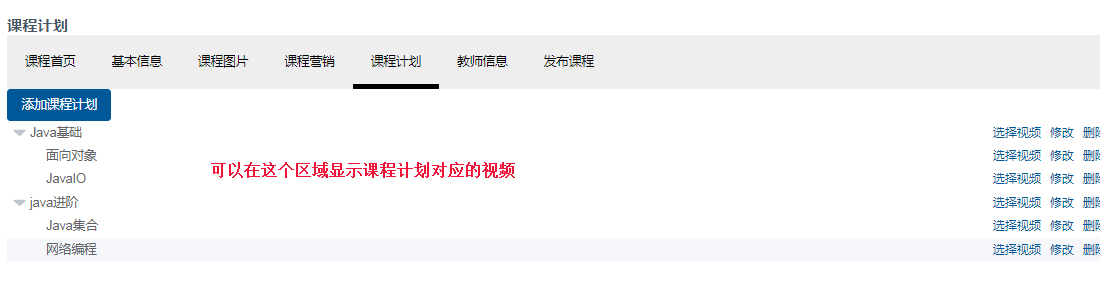 课程计划
课程首页 基本信息 课程图片 课程营销 课程计划 教师信息 发布课程
添加课程计划
Java基础 选择视频 修改 删除
面向对象 选择视频 修改 删除
可以在这个区域显示课程计划对应的视频
JavaIO 选择视频 修改 删除
java进阶 选择视频 修改 删除
Java集合 选择视频 修改 删除
网络编程 选择视频 修改 删除